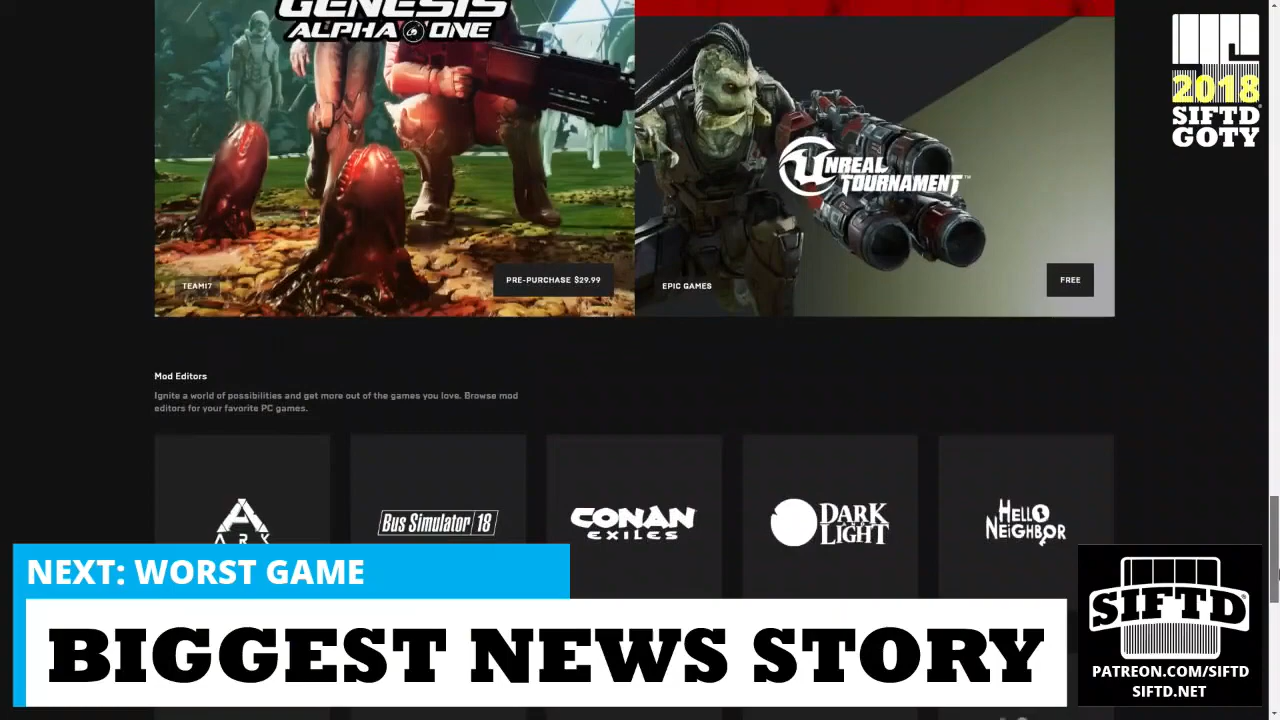 GENESIS
ALPHA ONE
2018
SIFTD
GOTY
UNREAL
TOURNAMENT™
TEAM17
PRE-PURCHASE $29.99
EPIC GAMES
FREE
Mod Editors
Ignite a world of possibilities and get more out of the games you love. Browse mod
editors for your favorite PC games.
ARK
Bus Simulator 18
CONAN
EXILES
DARK
LIGHT
HELLO
NEIGHBOR
NEXT: WORST GAME
BIGGEST NEWS STORY
SIFTD
PATREON.COM/SIFTD
SIFTD.NET